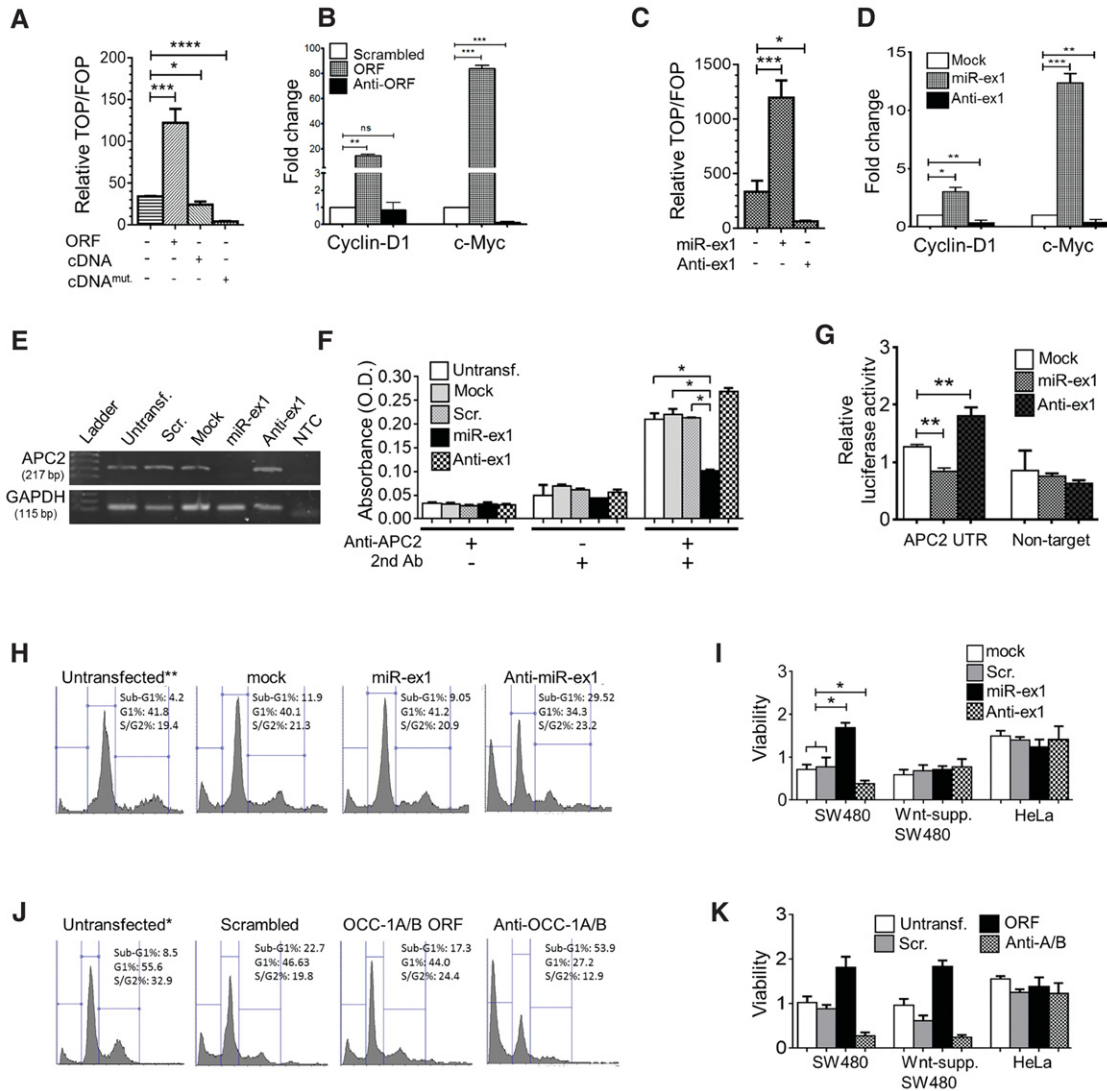 A
Relative TOP/FOP
200
150
100
50
0
****
*
***
ORF - + - -
cDNA - - + -
cDNAmut. - - - +
B
Fold change
100
80
60
40
20
4
3
2
1
0
Scrambled
ORF
Anti-ORF
ns
**
***
***
Cyclin-D1
c-Myc
C
Relative TOP/FOP
1500
1000
500
0
*
***
miR-ex1 - + -
Anti-ex1 - - +
D
Fold change
15
10
5
0
Mock
miR-ex1
Anti-ex1
**
*
**
***
Cyclin-D1
c-Myc
E
Ladder
Untransf.
Scr.
Mock
miR-ex1
Anti-ex1
NTC
APC2
(217 bp)
GAPDH
(115 bp)
F
Absorbance (O.D.)
0.30
0.25
0.20
0.15
0.10
0.05
0.00
Untransf.
Mock
Scr.
miR-ex1
Anti-ex1
*
*
*
Anti-APC2 + - +
2nd Ab - + +
G
Relative
luciferase activity
3
2
1
0
Mock
miR-ex1
Anti-ex1
**
**
APC2 UTR
Non-target
H
Untransfected**
Sub-G1%: 4.2
G1%: 41.8
S/G2%: 19.4
mock
Sub-G1%: 11.9
G1%: 40.1
S/G2%: 21.3
miR-ex1
Sub-G1%: 9.05
G1%: 41.2
S/G2%: 20.9
Anti-miR-ex1
Sub-G1%: 29.52
G1%: 34.3
S/G2%: 23.2
I
Viability
3
2
1
0
mock
Scr.
miR-ex1
Anti-ex1
*
*
SW480
Wnt-supp.
SW480
HeLa
J
Untransfected*
Sub-G1%: 8.5
G1%: 55.6
S/G2%: 32.9
Scrambled
Sub-G1%: 22.7
G1%: 46.63
S/G2%: 19.8
OCC-1A/B ORF
Sub-G1%: 17.3
G1%: 44.0
S/G2%: 24.4
Anti-OCC-1A/B
Sub-G1%: 53.9
G1%: 27.2
S/G2%: 12.9
K
Viability
3
2
1
0
Untransf.
Scr.
ORF
Anti-A/B
SW480
Wnt-supp.
SW480
HeLa